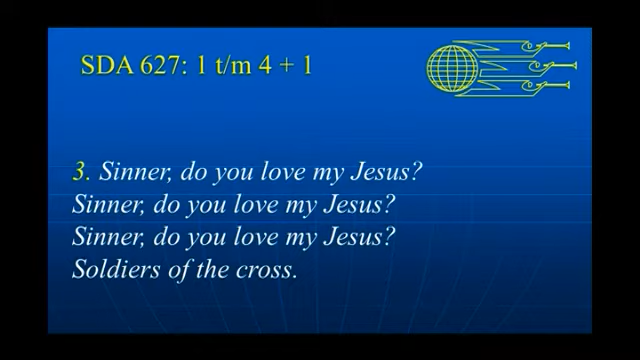 SDA 627: 1 t/m 4 + 1
3. Sinner, do you love my Jesus?
Sinner, do you love my Jesus?
Sinner, do you love my Jesus?
Soldiers of the cross.